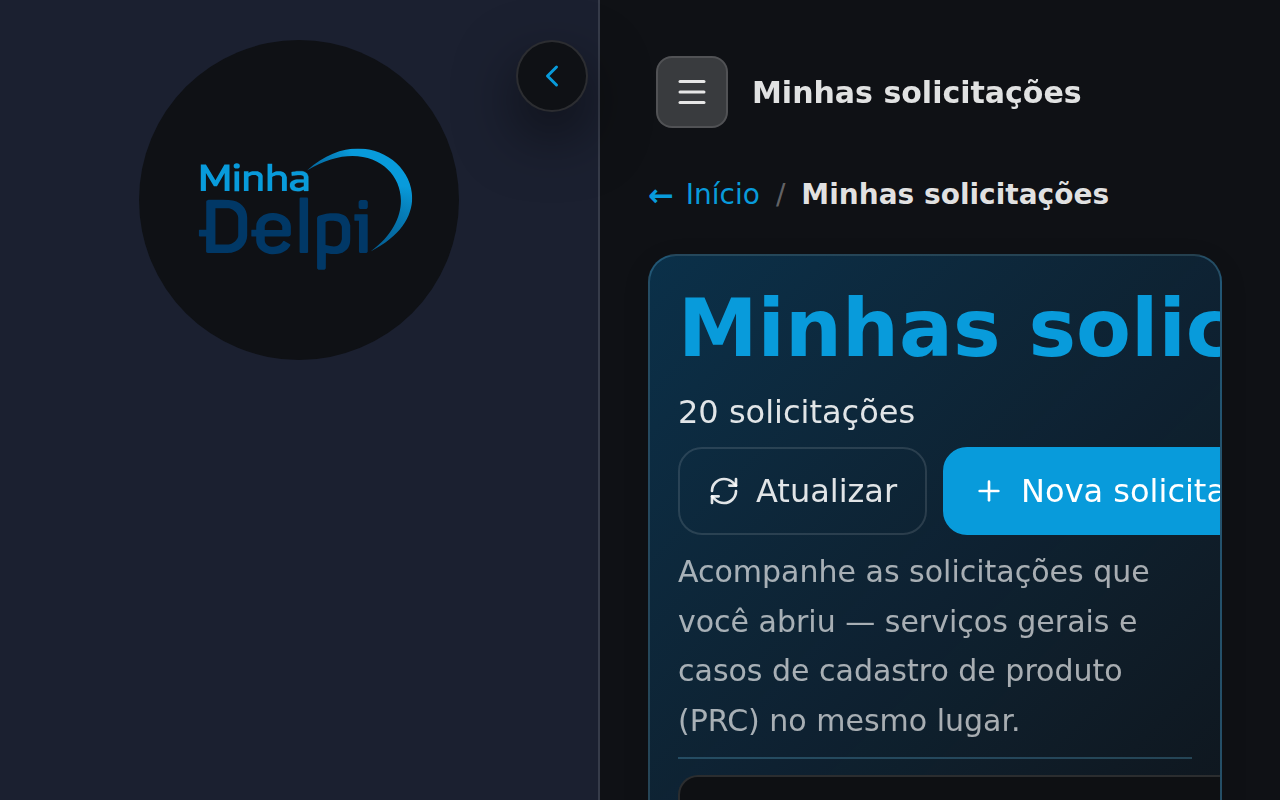 Minha
Delpi
Minhas solicitações
← Início / Minhas solicitações
Minhas solic
20 solicitações
Atualizar
+ Nova solicita
Acompanhe as solicitações que
você abriu — serviços gerais e
casos de cadastro de produto
(PRC) no mesmo lugar.